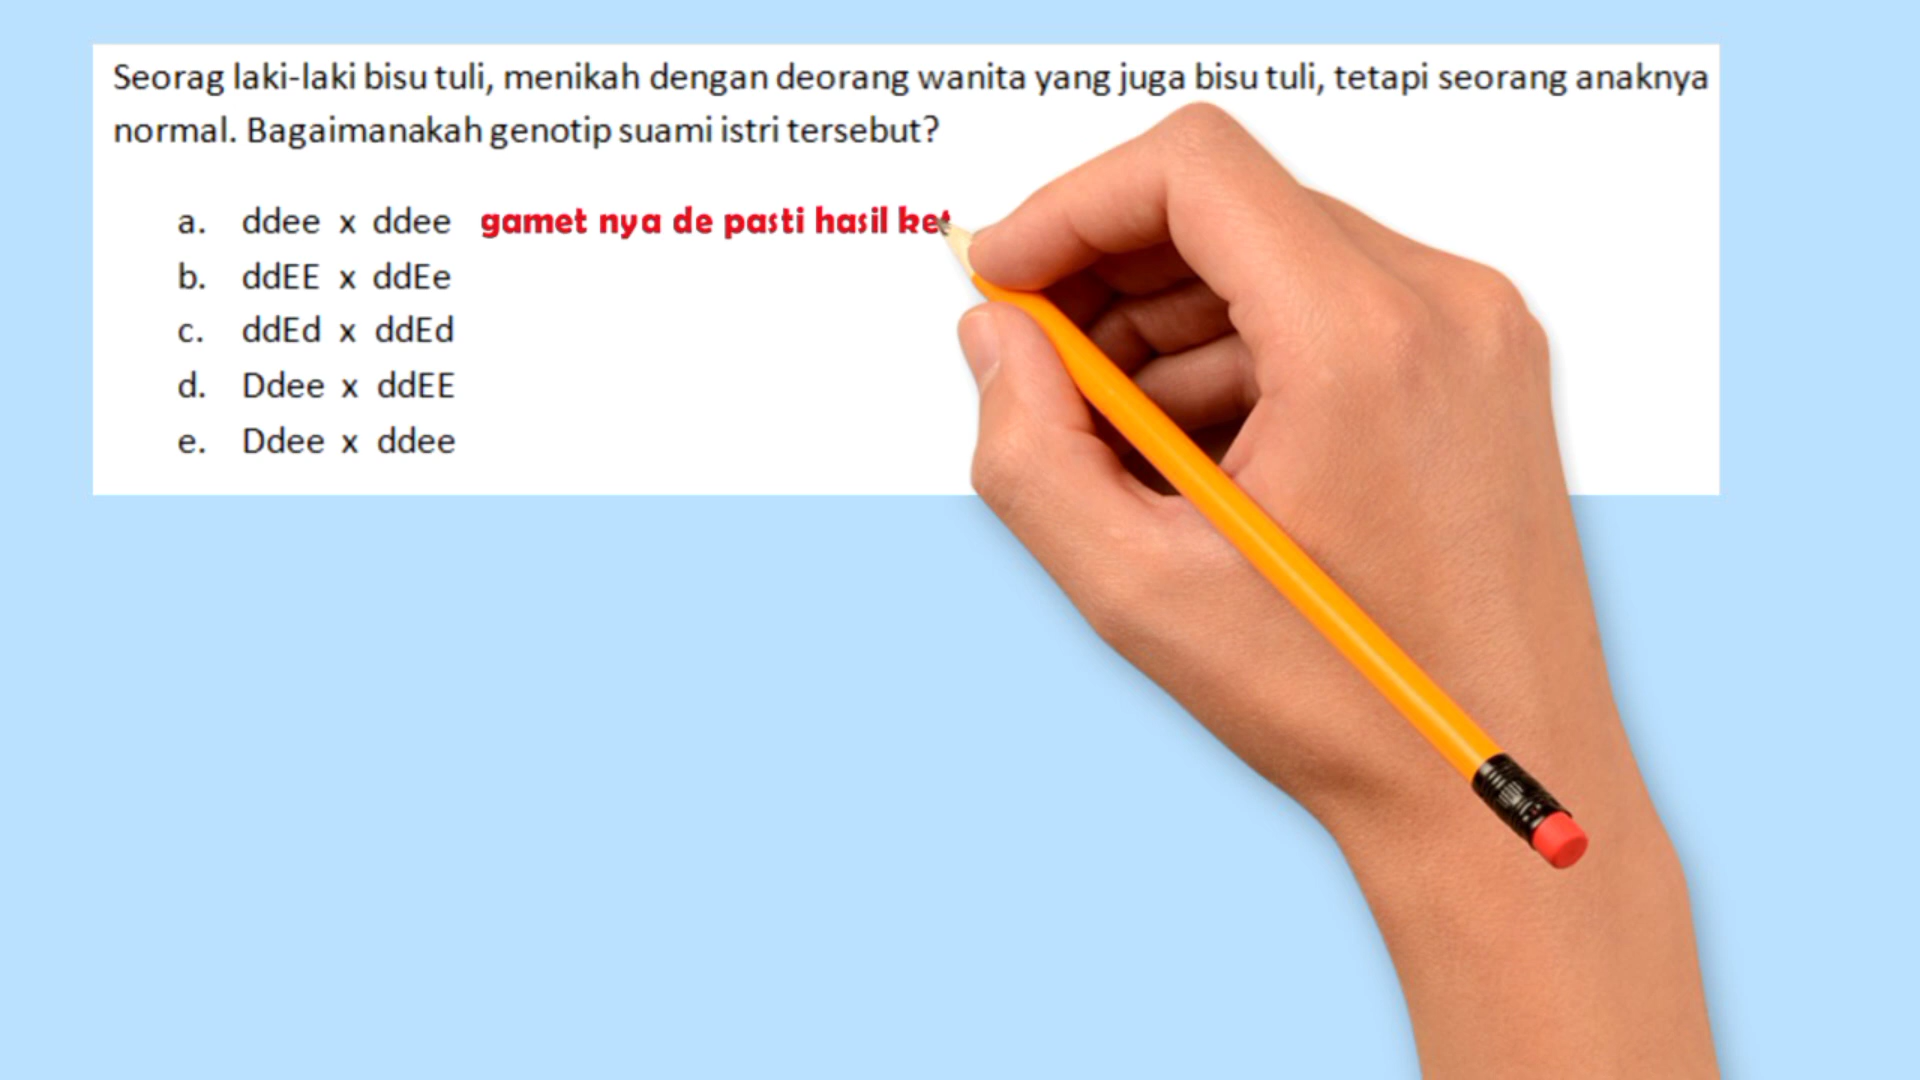 Seorag laki-laki bisu tuli, menikah dengan deorang wanita yang juga bisu tuli, tetapi seorang anaknya
normal. Bagaimanakah genotip suami istri tersebut?
a. ddee x ddee gamet nya de pasti hasil ket
b. ddEE x ddEe
c. ddEd x ddEd
d. Ddee x ddEE
e. Ddee x ddee